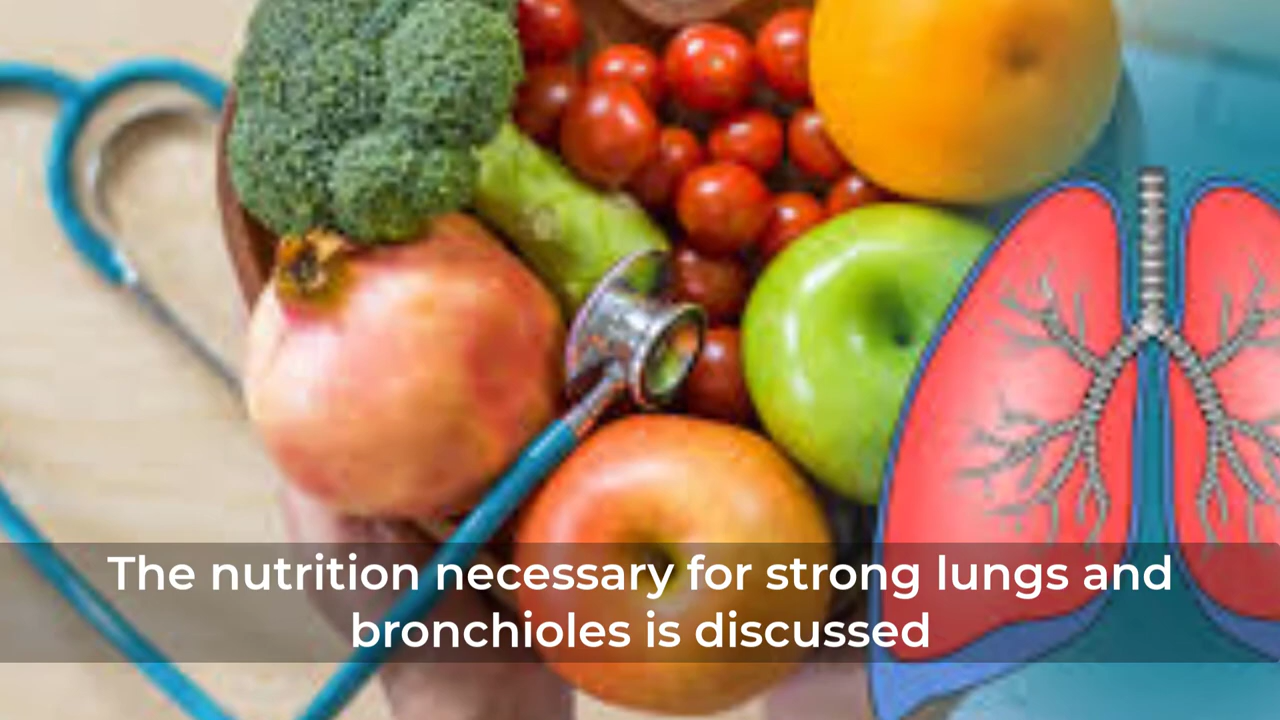 The nutrition necessary for strong lungs and
bronchioles is discussed